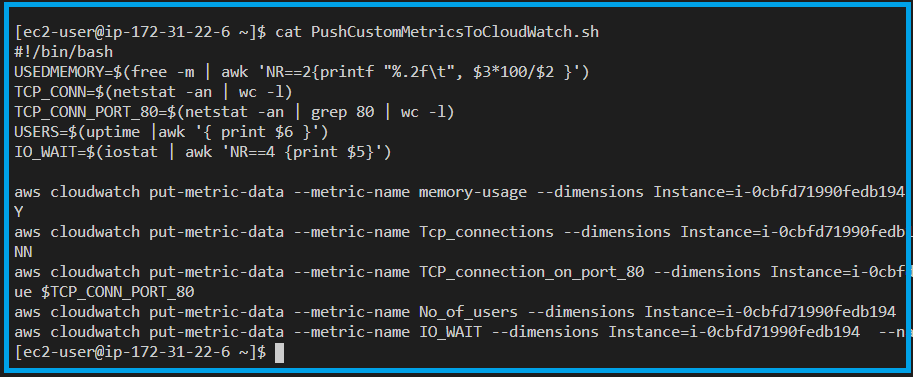 [ec2-user@ip-172-31-22-6 ~]$ cat PushCustomMetricsToCloudWatch.sh
#!/bin/bash
USEDMEMORY=$(free -m | awk 'NR==2{printf "%.2f\t", $3*100/$2 }')
TCP_CONN=$(netstat -an | wc -l)
TCP_CONN_PORT_80=$(netstat -an | grep 80 | wc -l)
USERS=$(uptime |awk '{ print $6 }')
IO_WAIT=$(iostat | awk 'NR==4 {print $5}')
aws cloudwatch put-metric-data --metric-name memory-usage --dimensions Instance=i-0cbfd71990fedb194
Y
aws cloudwatch put-metric-data --metric-name Tcp_connections --dimensions Instance=i-0cbfd71990fedb1
NN
aws cloudwatch put-metric-data --metric-name TCP_connection_on_port_80 --dimensions Instance=i-0cbfd
ue $TCP_CONN_PORT_80
aws cloudwatch put-metric-data --metric-name No_of_users --dimensions Instance=i-0cbfd71990fedb194
aws cloudwatch put-metric-data --metric-name IO_WAIT --dimensions Instance=i-0cbfd71990fedb194  --na
[ec2-user@ip-172-31-22-6 ~]$